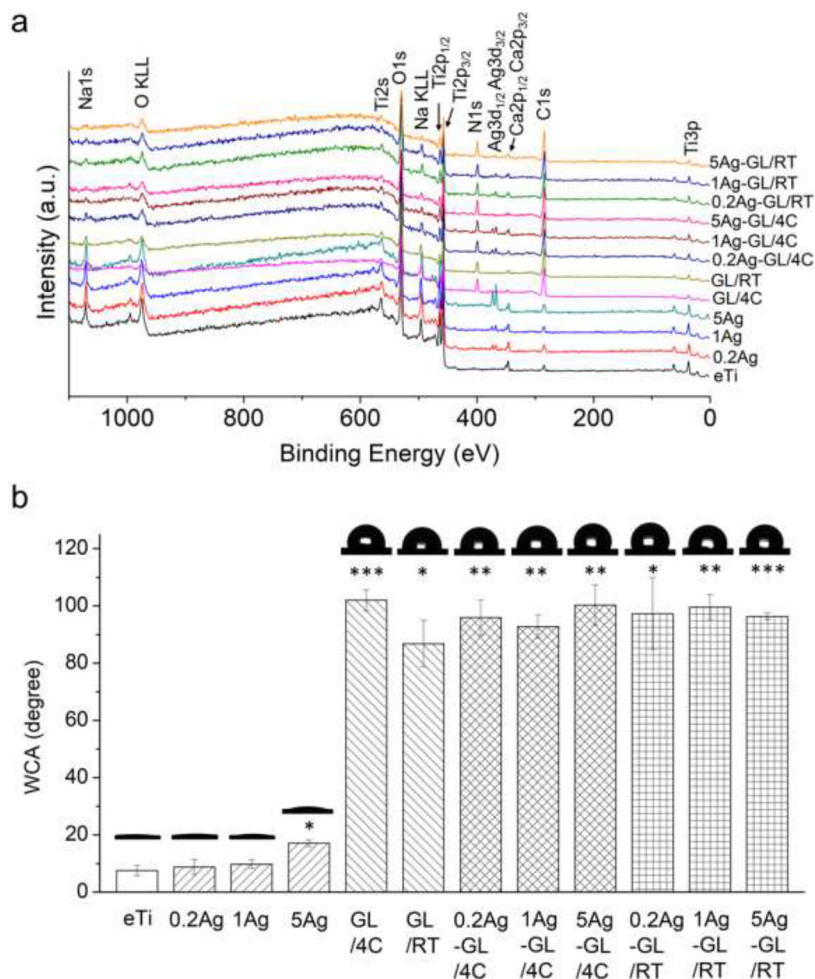 a
Na1s
O KLL
Ti2s
O1s
Na KLL
Ti2p1/2
Ti2p3/2
N1s
Ag3d1/2 Ag3d3/2
Ca2p1/2 Ca2p3/2
C1s
Ti3p
5Ag-GL/RT
1Ag-GL/RT
0.2Ag-GL/RT
5Ag-GL/4C
1Ag-GL/4C
0.2Ag-GL/4C
GL/RT
GL/4C
5Ag
1Ag
0.2Ag
eTi
Intensity (a.u.)
1000 800 600 400 200 0
Binding Energy (eV)
b
120
100
80
60
40
20
0
WCA (degree)
* *** * ** ** ** * ** ***
eTi 0.2Ag 1Ag 5Ag GL GL 0.2Ag 1Ag 5Ag 0.2Ag 1Ag 5Ag
/4C /RT -GL -GL -GL -GL -GL -GL
/4C /4C /4C /RT /RT /RT